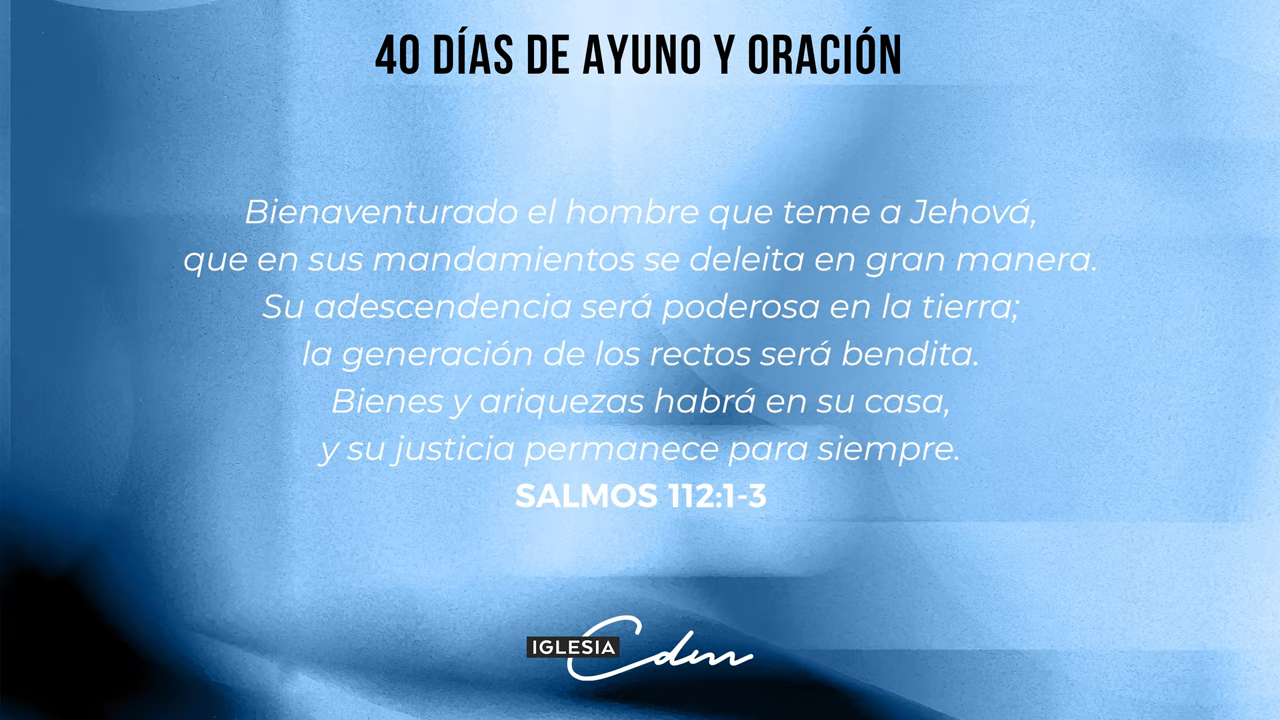 40 DÍAS DE AYUNO Y ORACIÓN
Bienaventurado el hombre que teme a Jehová,
que en sus mandamientos se deleita en gran manera.
Su adescendencia será poderosa en la tierra;
la generación de los rectos será bendita.
Bienes y ariquezas habrá en su casa,
y su justicia permanece para siempre.
SALMOS 112:1-3
IGLESIA Cdm